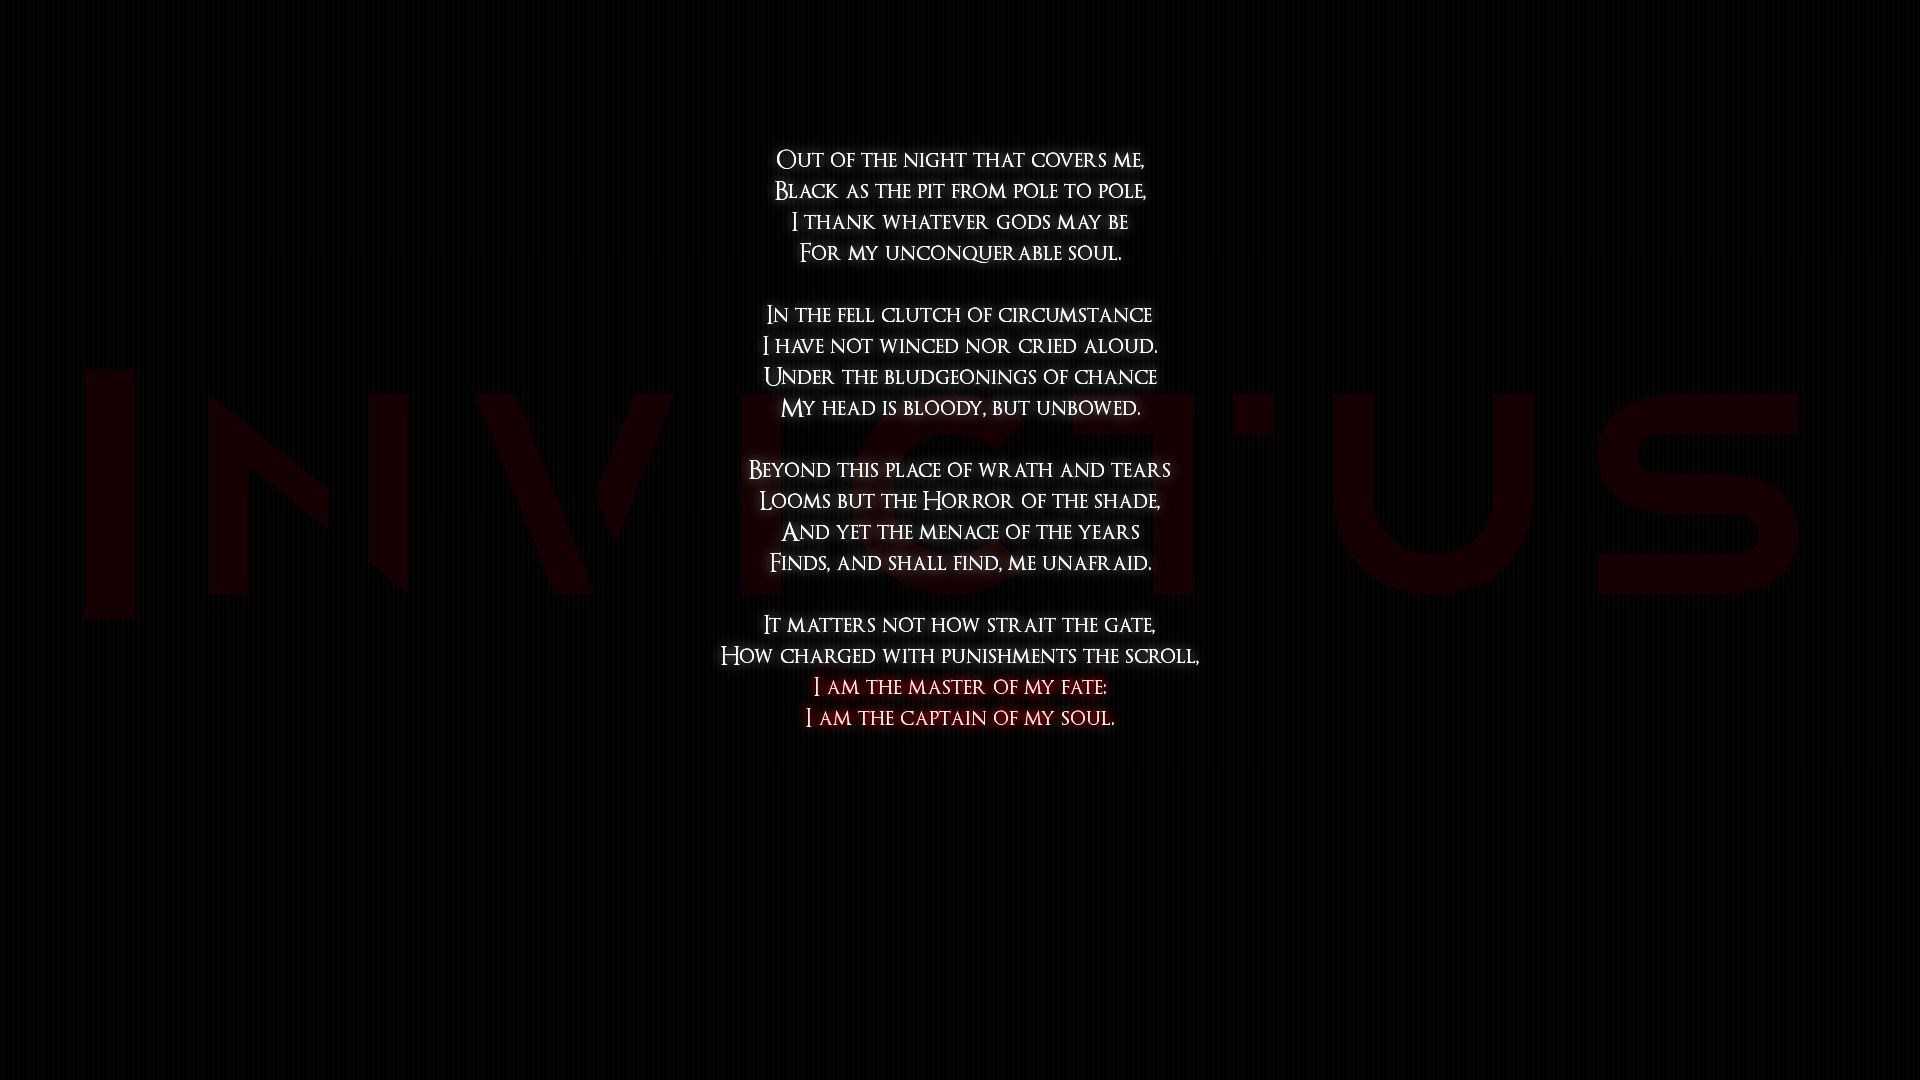 Out of the night that covers me,
Black as the pit from pole to pole,
I thank whatever gods may be
For my unconquerable soul.
In the fell clutch of circumstance
I have not winced nor cried aloud.
Under the bludgeonings of chance
My head is bloody, but unbowed.
Invictus
Beyond this place of wrath and tears
Looms but the Horror of the shade,
And yet the menace of the years
Finds, and shall find, me unafraid.
It matters not how strait the gate,
How charged with punishments the scroll,
I am the master of my fate:
I am the captain of my soul.